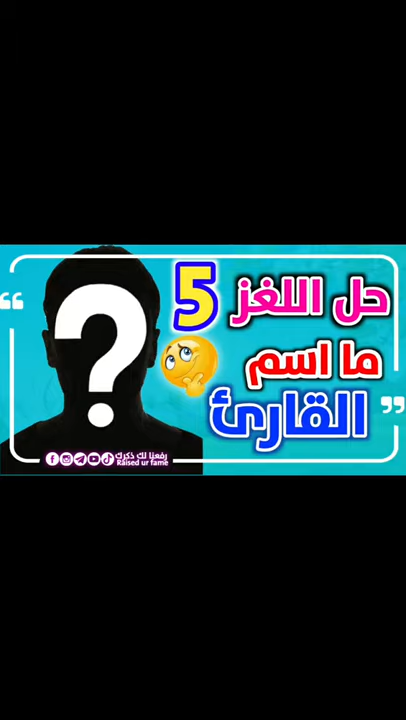 حل اللغز 5
ما اسم
القارئ
رفعنا لك ذكرك
Raised ur fame